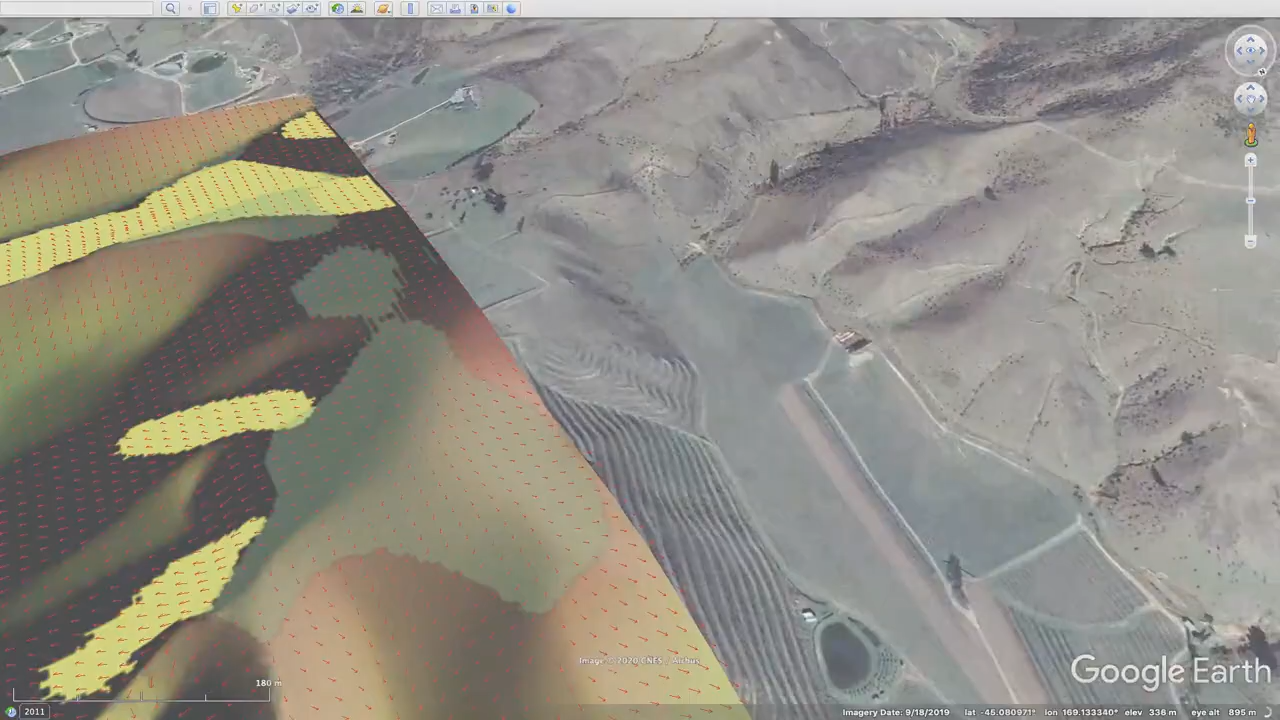 Image © 2020 CNES / Airbus
Google Earth
180 m
2011
Imagery Date: 9/18/2019 lat -45.080971° lon 169.133340° elev 336 m eye alt 895 m